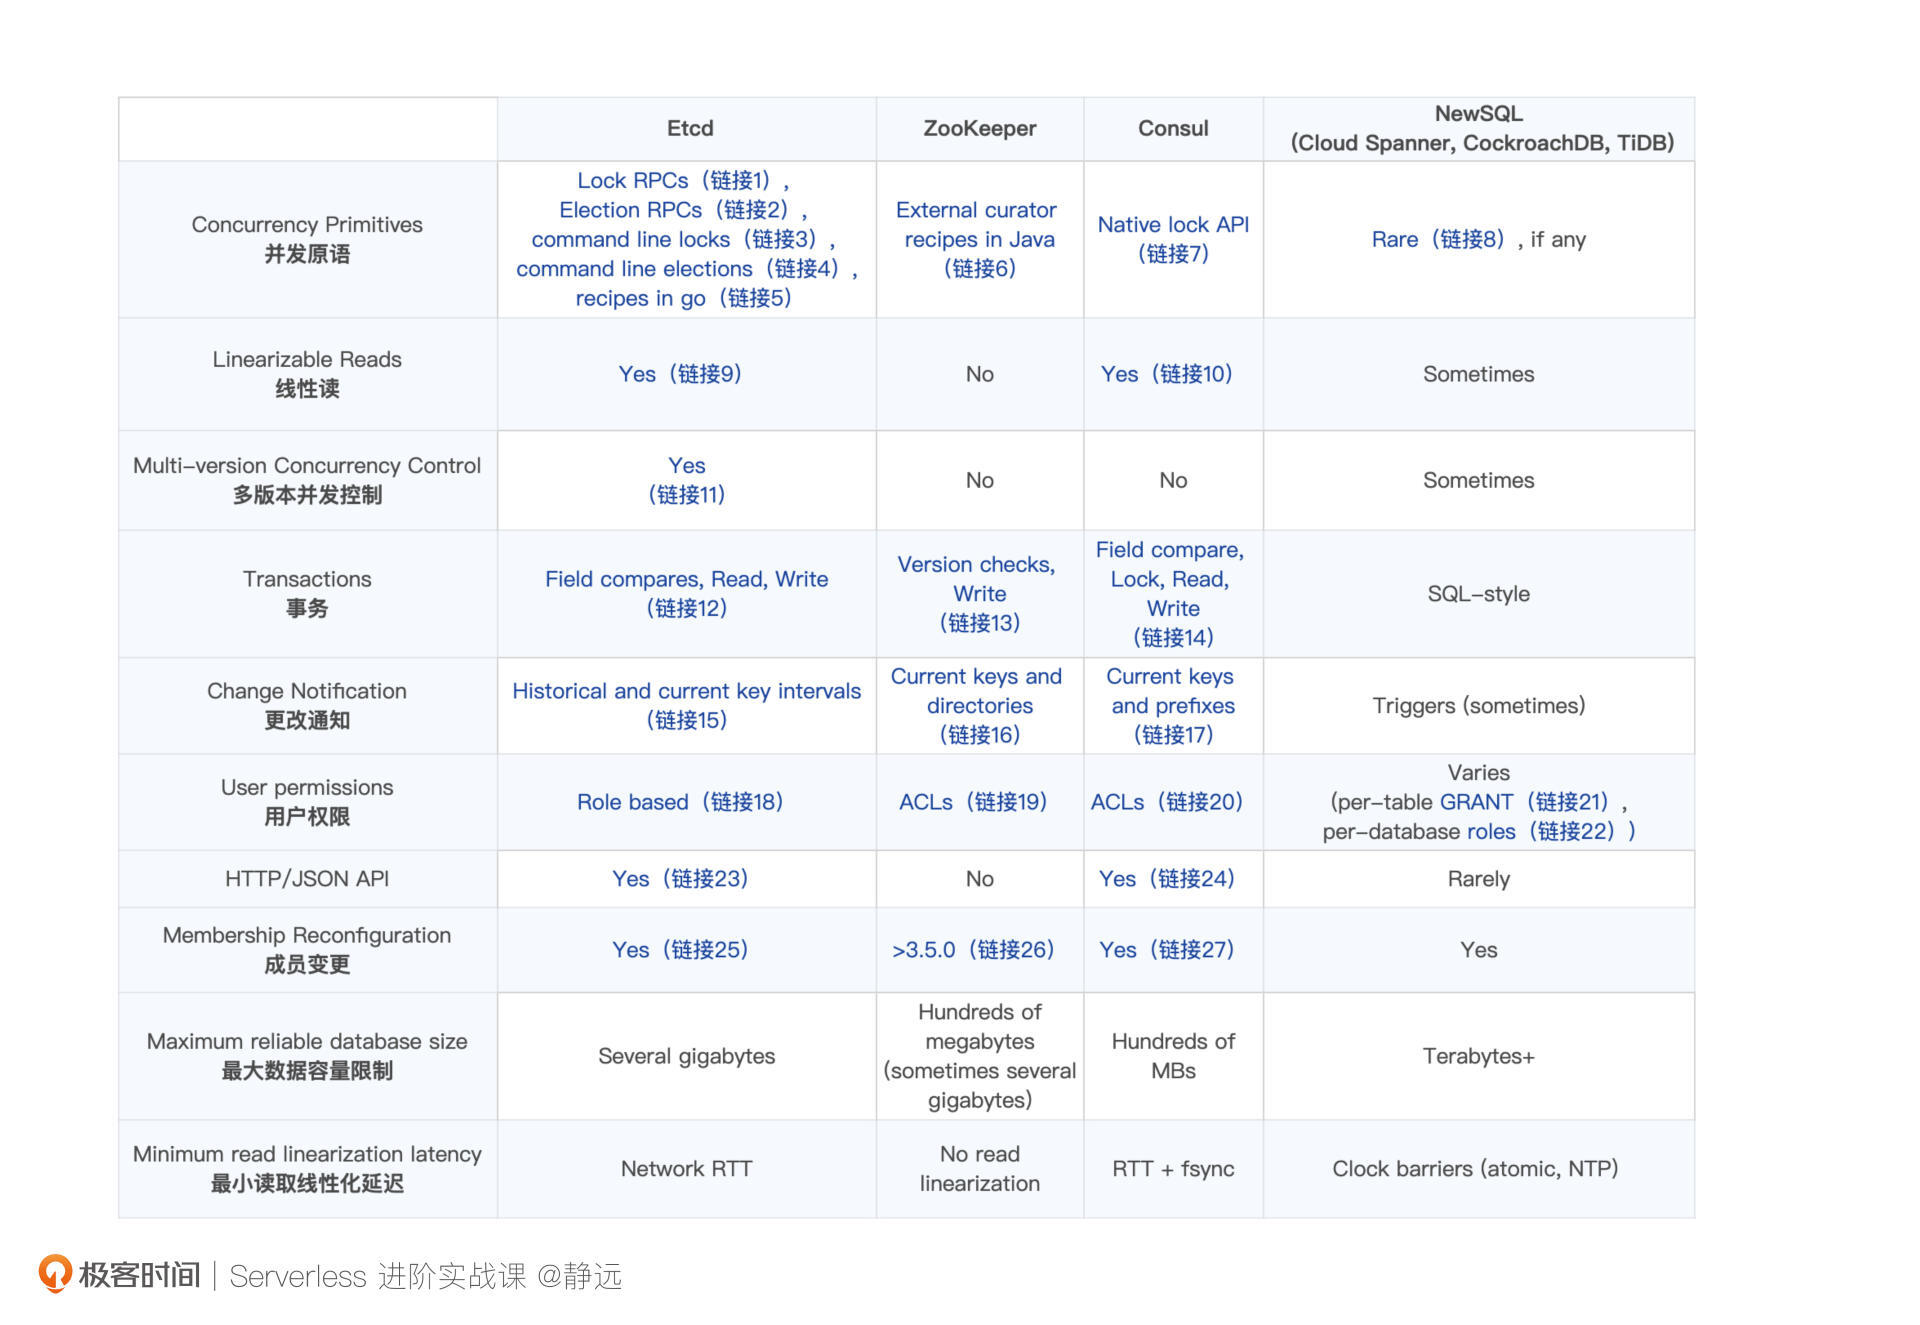 Etcd
ZooKeeper
Consul
NewSQL
(Cloud Spanner, CockroachDB, TiDB)
Concurrency Primitives
并发原语
Lock RPCs（链接1）,
Election RPCs（链接2）,
command line locks（链接3）,
command line elections（链接4）,
recipes in go（链接5）
External curator
recipes in Java
（链接6）
Native lock API
（链接7）
Rare（链接8）, if any
Linearizable Reads
线性读
Yes（链接9）
No
Yes（链接10）
Sometimes
Multi-version Concurrency Control
多版本并发控制
Yes
（链接11）
No
No
Sometimes
Transactions
事务
Field compares, Read, Write
（链接12）
Version checks,
Write
（链接13）
Field compare,
Lock, Read,
Write
（链接14）
SQL-style
Change Notification
更改通知
Historical and current key intervals
（链接15）
Current keys and
directories
（链接16）
Current keys
and prefixes
（链接17）
Triggers (sometimes)
User permissions
用户权限
Role based（链接18）
ACLs（链接19）
ACLs（链接20）
Varies
(per-table GRANT（链接21）,
per-database roles（链接22）)
HTTP/JSON API
Yes（链接23）
No
Yes（链接24）
Rarely
Membership Reconfiguration
成员变更
Yes（链接25）
>3.5.0（链接26）
Yes（链接27）
Yes
Maximum reliable database size
最大数据容量限制
Several gigabytes
Hundreds of
megabytes
(sometimes several
gigabytes)
Hundreds of
MBs
Terabytes+
Minimum read linearization latency
最小读取线性化延迟
Network RTT
No read
linearization
RTT + fsync
Clock barriers (atomic, NTP)
极客时间 | Serverless 进阶实战课 @静远